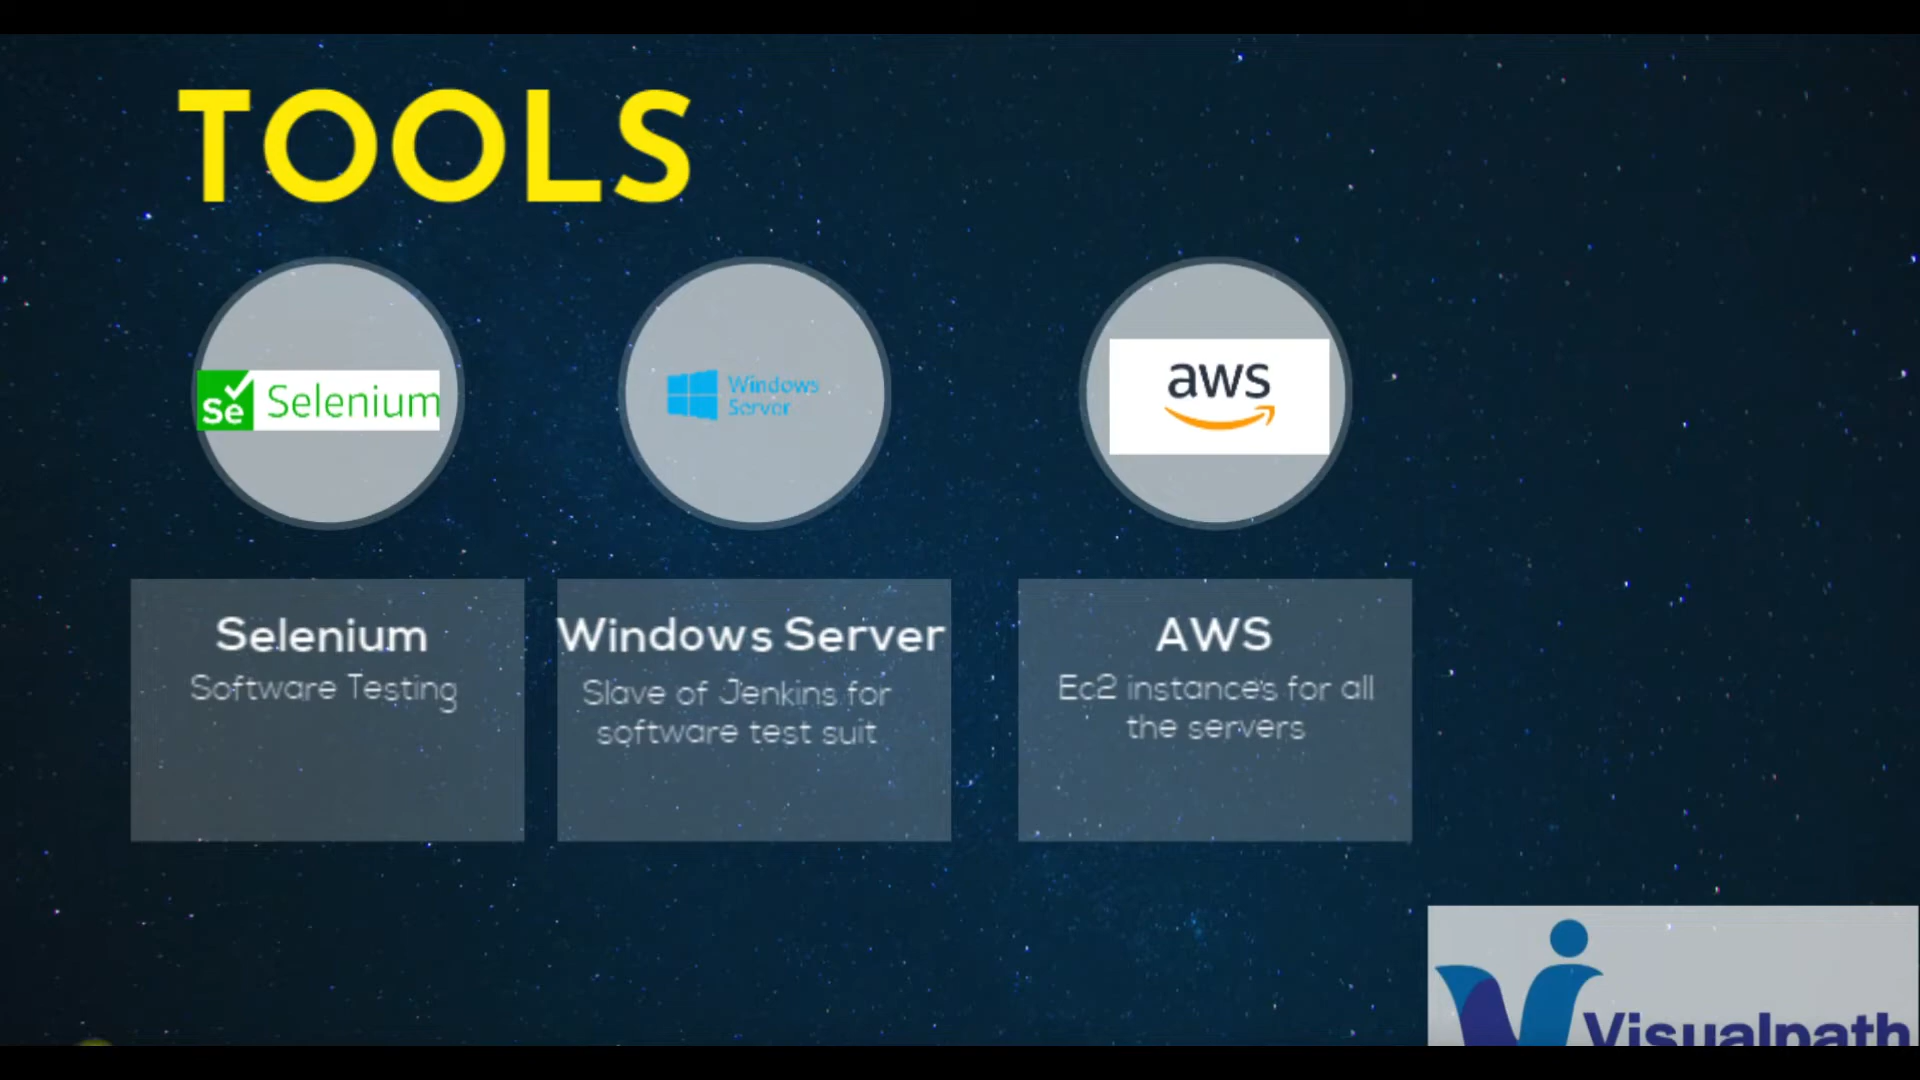 TOOLS
Se Selenium
Windows
Server
aws
Selenium
Software Testing
Windows Server
Slave of Jenkins for
software test suit
AWS
Ec2 instances for all
the servers
Visualpath